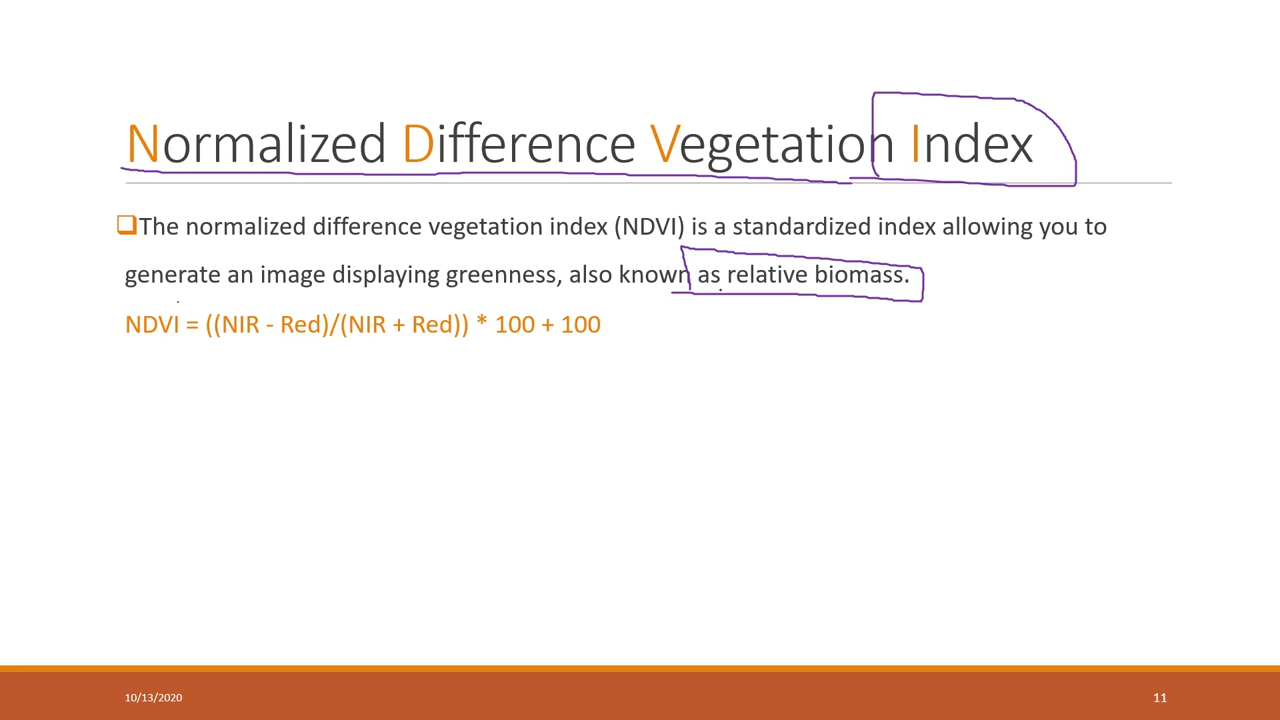 Normalized Difference Vegetation Index
❑The normalized difference vegetation index (NDVI) is a standardized index allowing you to
generate an image displaying greenness, also known as relative biomass.
NDVI = ((NIR - Red)/(NIR + Red)) * 100 + 100
10/13/2020
11